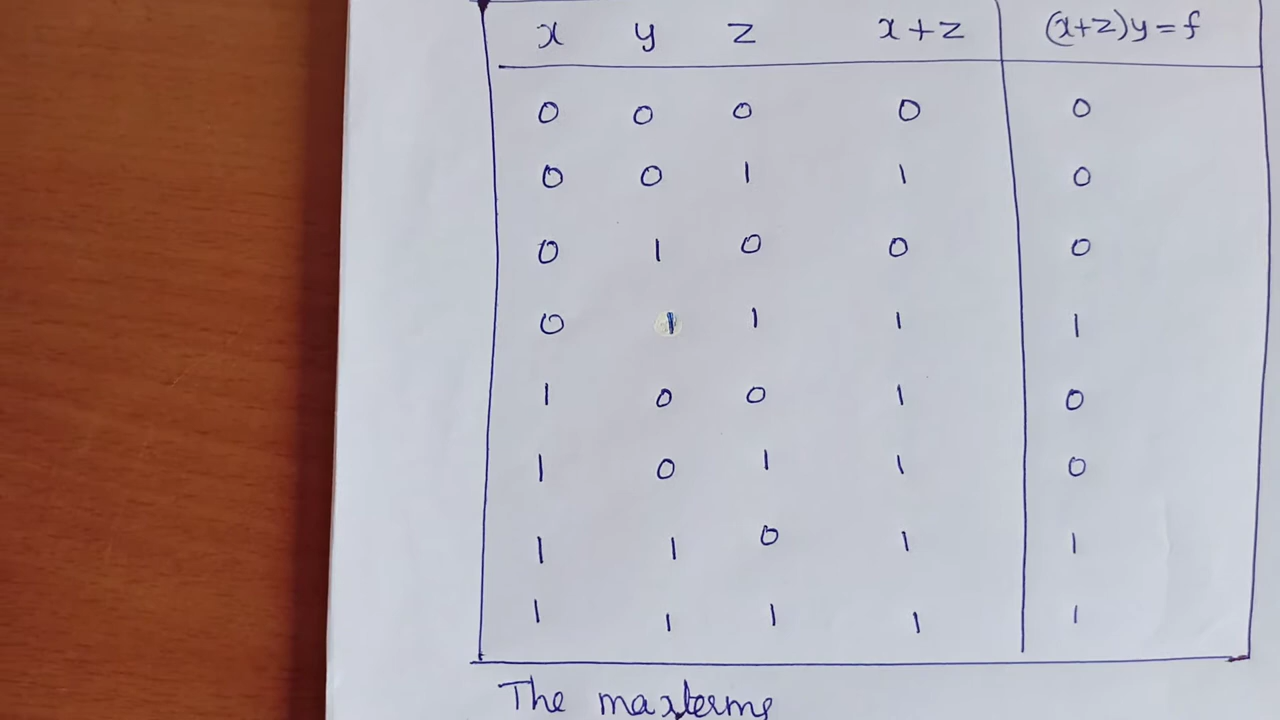 x y z x+z (x+z)y=f
0 0 0 0 0
0 0 1 1 0
0 1 0 0 0
0 1 1 1 1
1 0 0 1 0
1 0 1 1 0
1 1 0 1 1
1 1 1 1 1
The maxterms